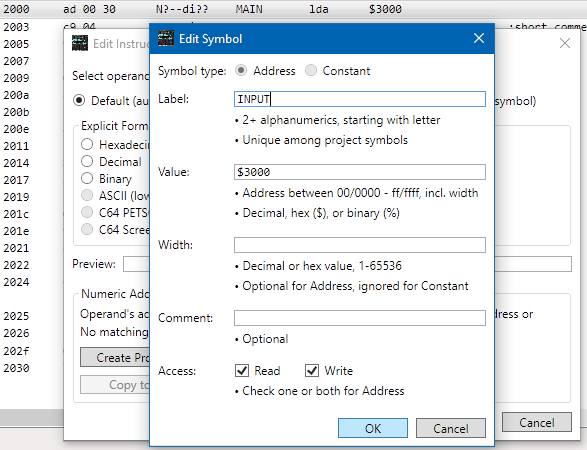 2000 ad 00 30 N?--di?? MAIN lda $3000
2003 c9 04
2005
2007
2009
200a
200b
200e
2011
2014
2017
2019
201c
201e
2021
2022
2024
2025
2026
202f
2030
Edit Instruc
Select operand
Default (au symbol)
Explicit Form
Hexadeci
Decimal
Binary
ASCII (low
C64 PETS
C64 Scree
Preview:
Numeric Add
Operand's ad dress or
No matching
Create Pro
Copy to
Cancel
Edit Symbol
Symbol type: Address Constant
Label: INPUT
• 2+ alphanumerics, starting with letter
• Unique among project symbols
Value: $3000
• Address between 00/0000 - ff/ffff, incl. width
• Decimal, hex ($), or binary (%)
Width:
• Decimal or hex value, 1-65536
• Optional for Address, ignored for Constant
Comment:
• Optional
Access: Read Write
• Check one or both for Address
OK Cancel